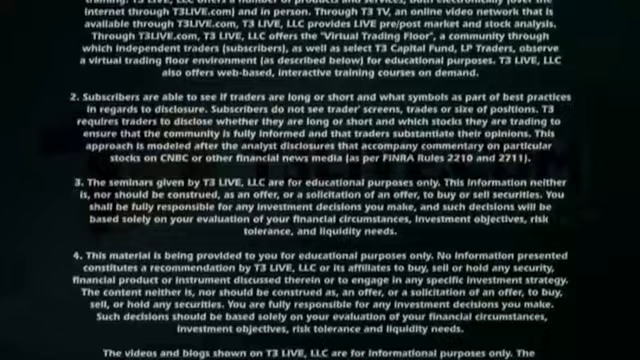 training. T3 LIVE, LLC offers a number of products and services, both electronically (over the
internet through T3LIVE.com) and in person. Through T3 TV, an online video network that is
available through T3LIVE.com, T3 LIVE, LLC provides LIVE pre/post market and stock analysis.
Through T3LIVE.com, T3 LIVE, LLC offers the "Virtual Trading Floor", a community through
which independent traders (subscribers), as well as select T3 Capital Fund, LP Traders, observe
a virtual trading floor environment (as described below) for educational purposes. T3 LIVE, LLC
also offers web-based, interactive training courses on demand.
2. Subscribers are able to see if traders are long or short and what symbols as part of best practices
in regards to disclosure. Subscribers do not see trader' screens, trades or size of positions. T3
requires traders to disclose whether they are long or short and which stocks they are trading to
ensure that the community is fully informed and that traders substantiate their opinions. This
approach is modeled after the analyst disclosures that accompany commentary on particular
stocks on CNBC or other financial news media (as per FINRA Rules 2210 and 2711).
3. The seminars given by T3 LIVE, LLC are for educational purposes only. This information neither
is, nor should be construed, as an offer, or a solicitation of an offer, to buy or sell securities. You
shall be fully responsible for any investment decisions you make, and such decisions will be
based solely on your evaluation of your financial circumstances, investment objectives, risk
tolerance, and liquidity needs.
4. This material is being provided to you for educational purposes only. No information presented
constitutes a recommendation by T3 LIVE, LLC or its affiliates to buy, sell or hold any security,
financial product or instrument discussed therein or to engage in any specific investment strategy.
The content neither is, nor should be construed as, an offer, or a solicitation of an offer, to buy,
sell, or hold any securities. You are fully responsible for any investment decisions you make.
Such decisions should be based solely on your evaluation of your financial circumstances,
investment objectives, risk tolerance and liquidity needs.
The videos and blogs shown on T3 LIVE, LLC are for informational purposes only. The